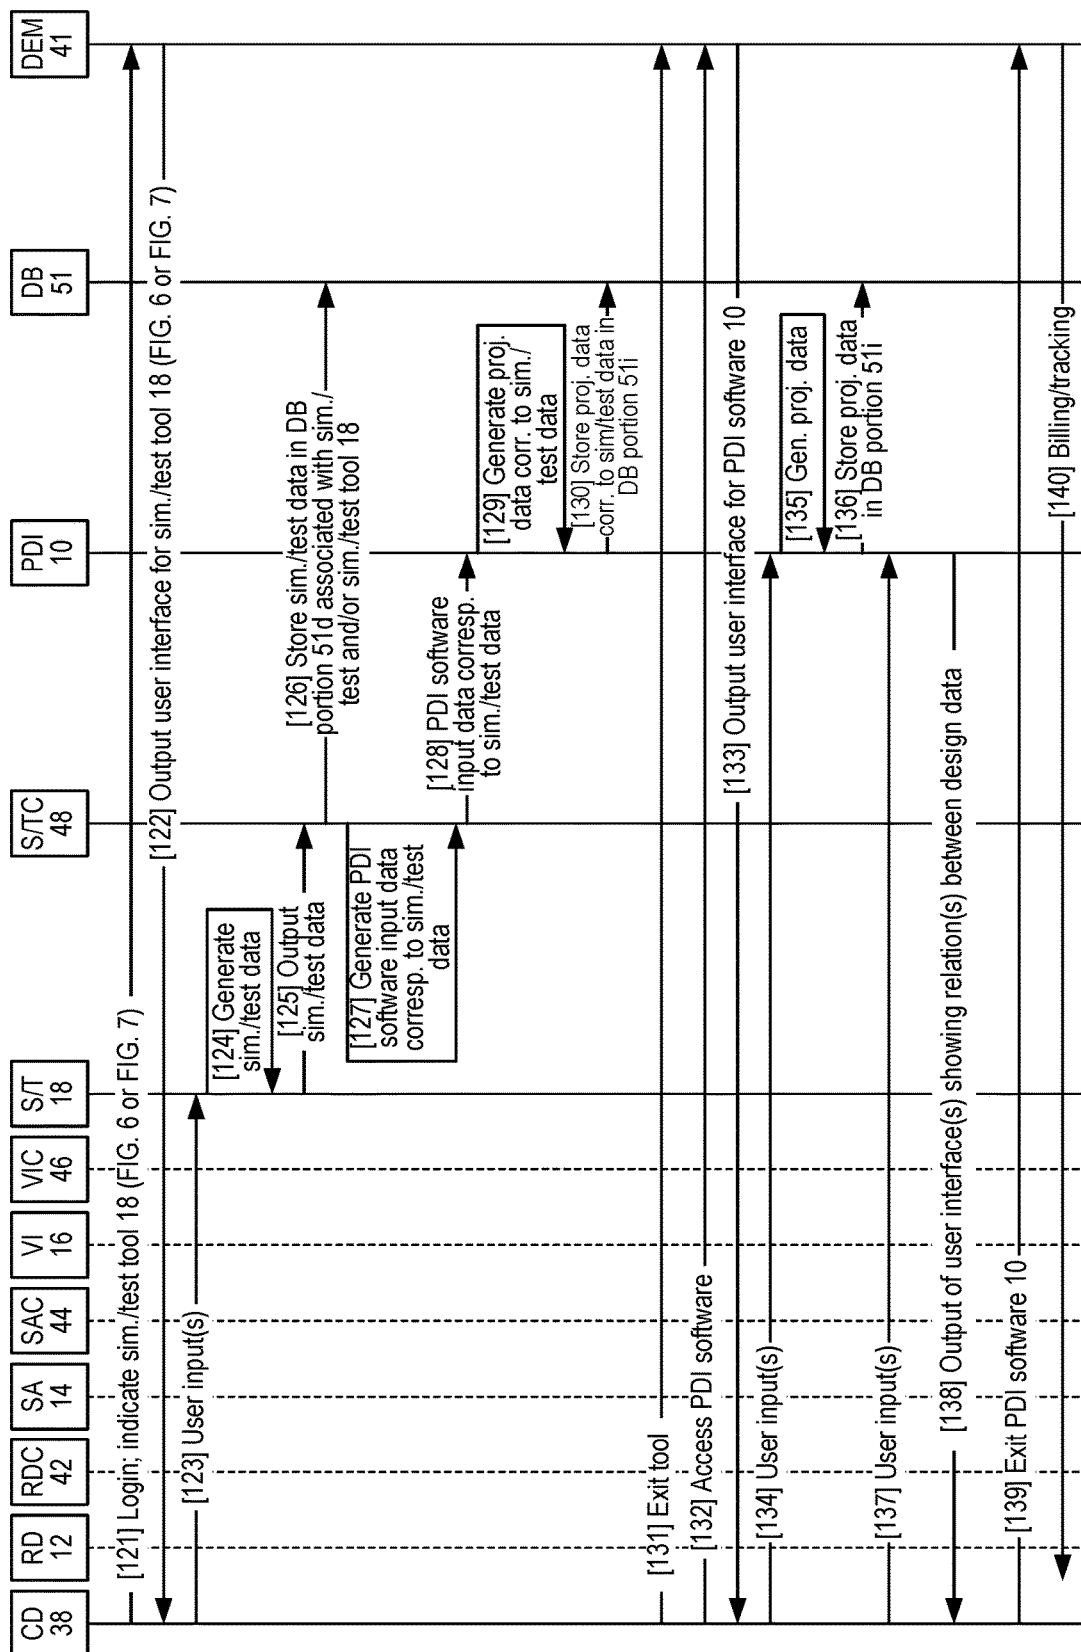 CD
38
RD
12
RDC
42
SA
14
SAC
44
VI
16
VIC
46
S/T
18
S/TC
48
PDI
10
DB
51
DEM
41
[121] Login; indicate sim./test tool 18 (FIG. 6 or FIG. 7)
[122] Output user interface for sim./test tool 18 (FIG. 6 or FIG. 7)
[123] User input(s)
[124] Generate
sim./test data
[125] Output
sim./test data
[126] Store sim./test data in DB
portion 51d associated with sim./
test and/or sim./test tool 18
[127] Generate PDI
software input data
corresp. to sim./test
data
[128] PDI software
input data corresp.
to sim./test data
[129] Generate proj.
data corr. to sim./
test data
[130] Store proj. data
corr. to sim/test data in
DB portion 51i
[131] Exit tool
[132] Access PDI software
[133] Output user interface for PDI software 10
[134] User input(s)
[135] Gen. proj. data
[136] Store proj. data
in DB portion 51i
[137] User input(s)
[138] Output of user interface(s) showing relation(s) between design data
[139] Exit PDI software 10
[140] Billing/tracking